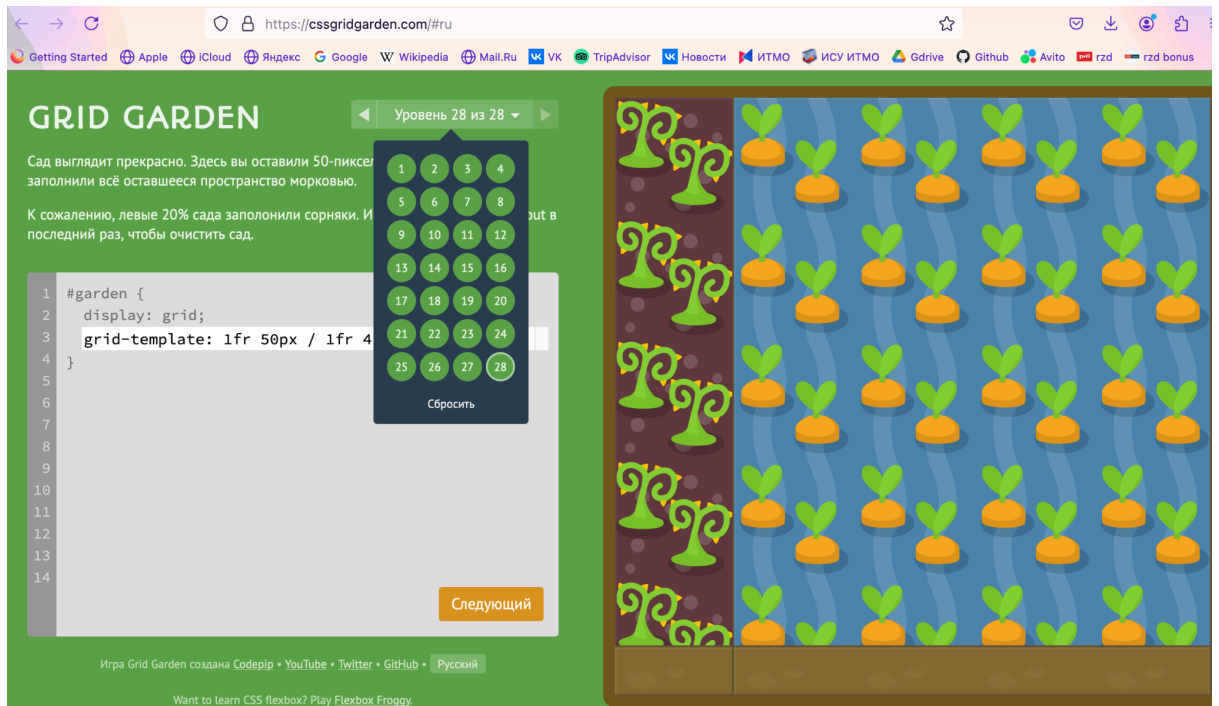 https://cssgridgarden.com/#ru
Getting Started Apple iCloud Яндекс Google Wikipedia Mail.Ru VK TripAdvisor Новости ИТМО ИСУ ИТМО Gdrive Github Avito rzd rzd bonus
GRID GARDEN
Уровень 28 из 28
Сад выглядит прекрасно. Здесь вы оставили 50-пиксел
заполнили всё оставшееся пространство морковью.
К сожалению, левые 20% сада заполонили сорняки. И out в
последний раз, чтобы очистить сад.
1 2 3 4
5 6 7 8
9 10 11 12
13 14 15 16
17 18 19 20
21 22 23 24
25 26 27 28
Сбросить
1 #garden {
2 display: grid;
3 grid-template: 1fr 50px / 1fr 4
4 }
5
6
7
8
9
10
11
12
13
14
Следующий
Игра Grid Garden создана Codepip • YouTube • Twitter • GitHub • Русский
Want to learn CSS flexbox? Play Flexbox Froggy.